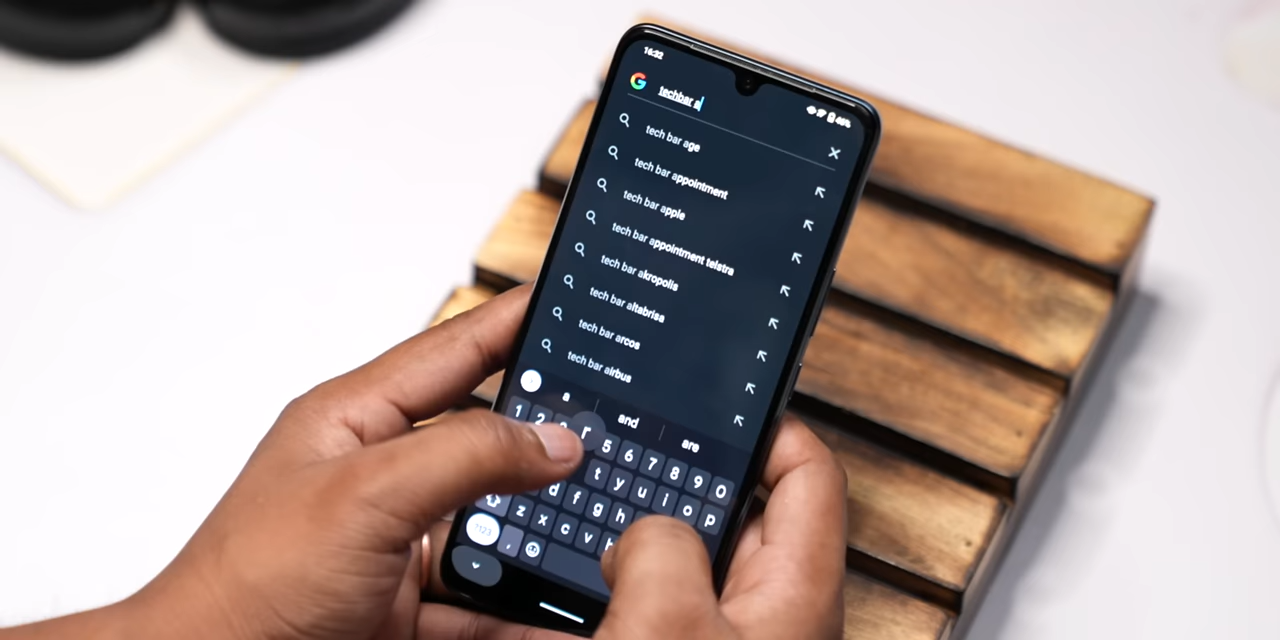 16:32
techbar a
tech bar age
tech bar appointment
tech bar apple
tech bar appointment telstra
tech bar akropolis
tech bar altabrisa
tech bar arcos
tech bar airbus
a and are
1 2 3 r 5 6 7 8 9 0
t y u i o p
d f g h
z x c v
?123 ,